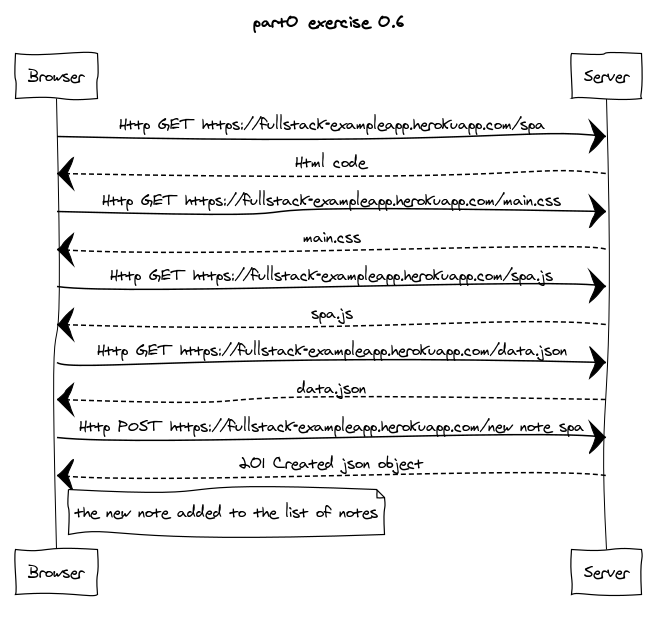 part0 exercise 0.6
Browser Server
Http GET https://fullstack-exampleapp.herokuapp.com/spa
Html code
Http GET https://fullstack-exampleapp.herokuapp.com/main.css
main.css
Http GET https://fullstack-exampleapp.herokuapp.com/spa.js
spa.js
Http GET https://fullstack-exampleapp.herokuapp.com/data.json
data.json
Http POST https://fullstack-exampleapp.herokuapp.com/new note spa
201 Created json object
the new note added to the list of notes
Browser Server